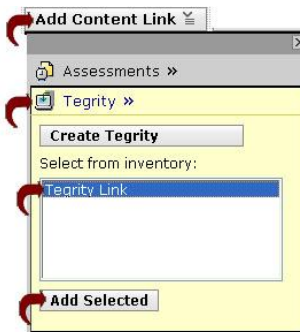 Add Content Link
Assessments »
Tegrity »
Create Tegrity
Select from inventory:
Tegrity Link
Add Selected